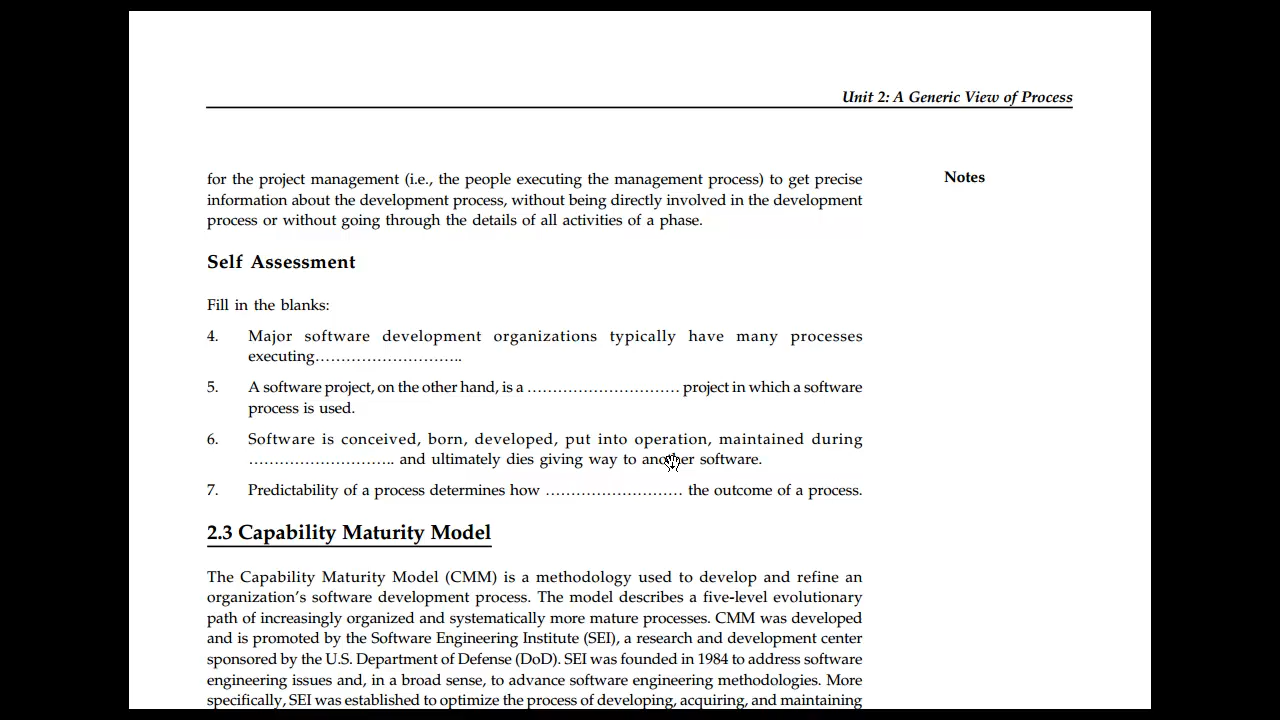 Unit 2: A Generic View of Process
for the project management (i.e., the people executing the management process) to get precise
information about the development process, without being directly involved in the development
process or without going through the details of all activities of a phase.
Notes
Self Assessment
Fill in the blanks:
4. Major software development organizations typically have many processes
executing………………………..
5. A software project, on the other hand, is a ………………………… project in which a software
process is used.
6. Software is conceived, born, developed, put into operation, maintained during
……………………….. and ultimately dies giving way to another software.
7. Predictability of a process determines how ……………………… the outcome of a process.
2.3 Capability Maturity Model
The Capability Maturity Model (CMM) is a methodology used to develop and refine an
organization’s software development process. The model describes a five-level evolutionary
path of increasingly organized and systematically more mature processes. CMM was developed
and is promoted by the Software Engineering Institute (SEI), a research and development center
sponsored by the U.S. Department of Defense (DoD). SEI was founded in 1984 to address software
engineering issues and, in a broad sense, to advance software engineering methodologies. More
specifically, SEI was established to optimize the process of developing, acquiring, and maintaining